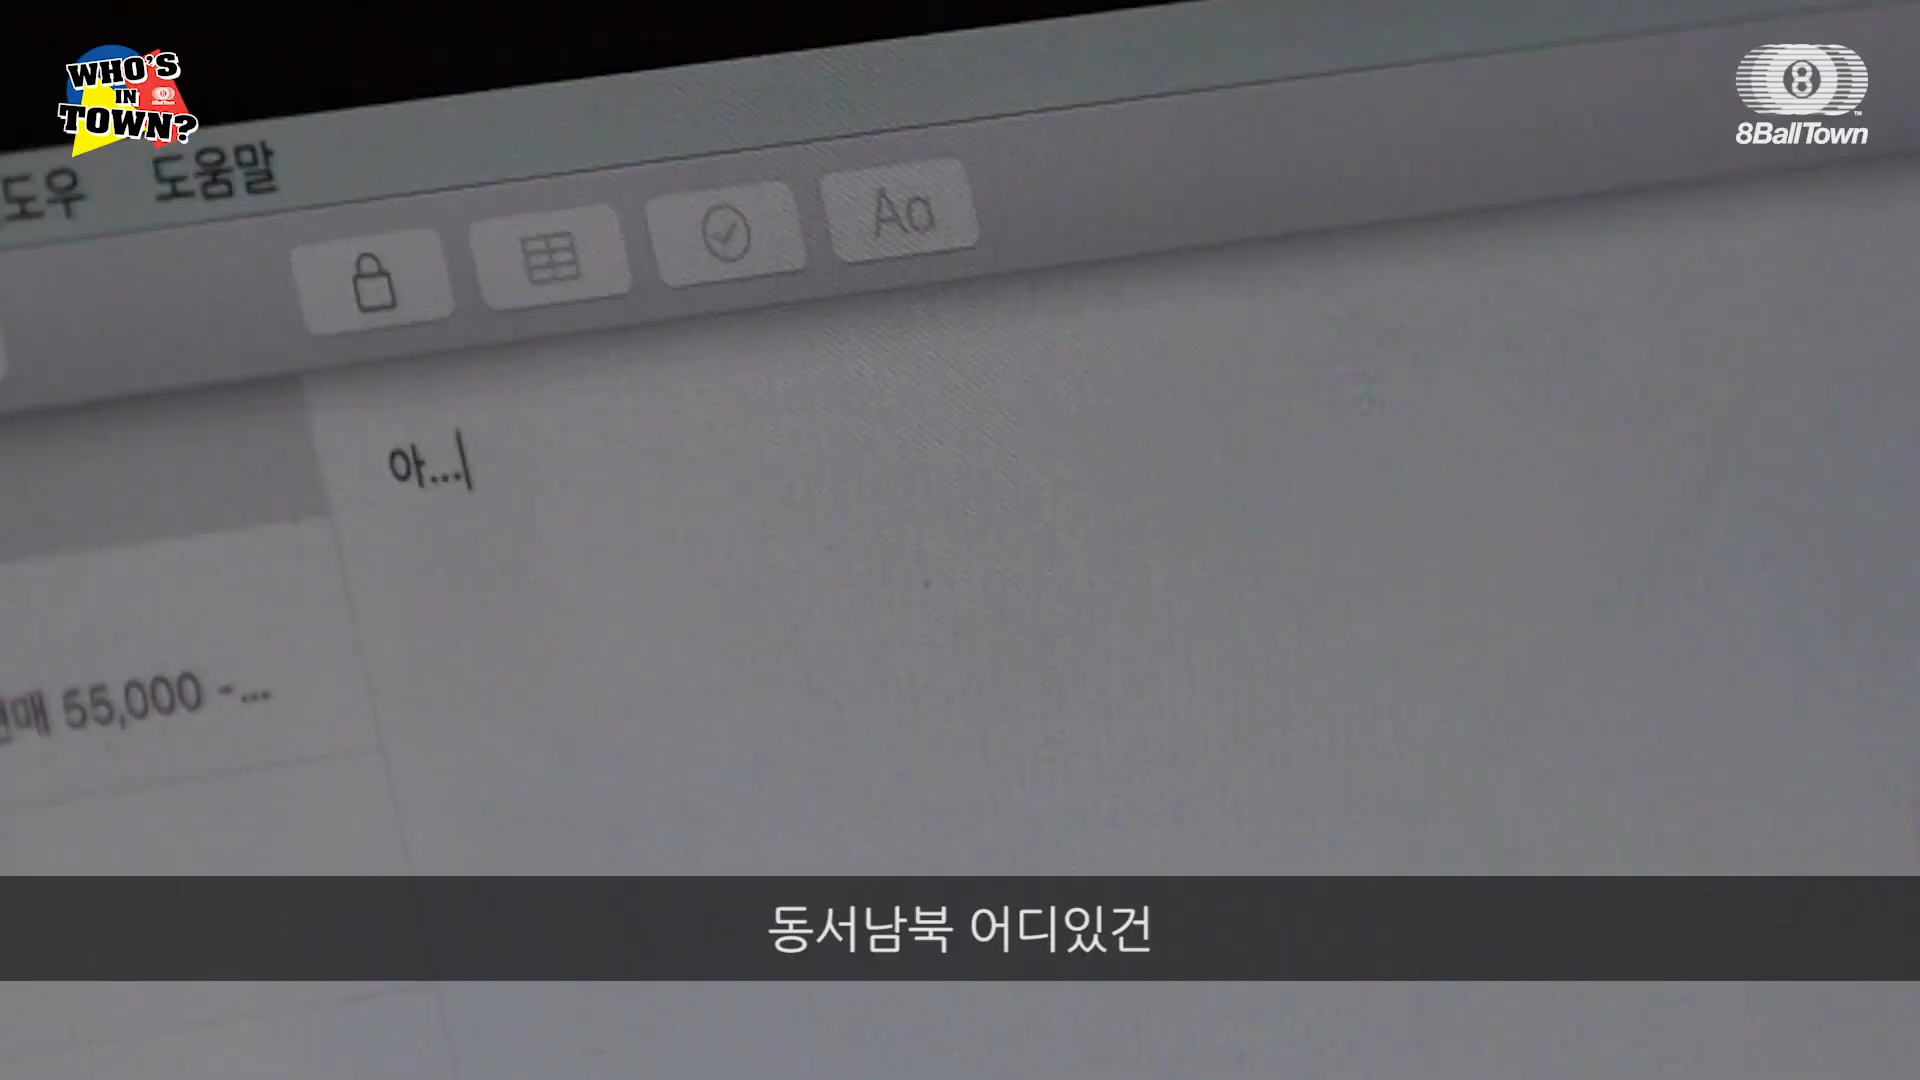 WHO'S
IN
TOWN?
8
8BallTown
도우 도움말
Aa
아...
55,000 -...
동서남북 어디있건